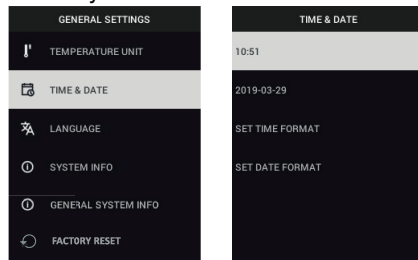 GENERAL SETTINGS
TEMPERATURE UNIT
TIME & DATE
LANGUAGE
SYSTEM INFO
GENERAL SYSTEM INFO
FACTORY RESET
TIME & DATE
10:51
2019-03-29
SET TIME FORMAT
SET DATE FORMAT